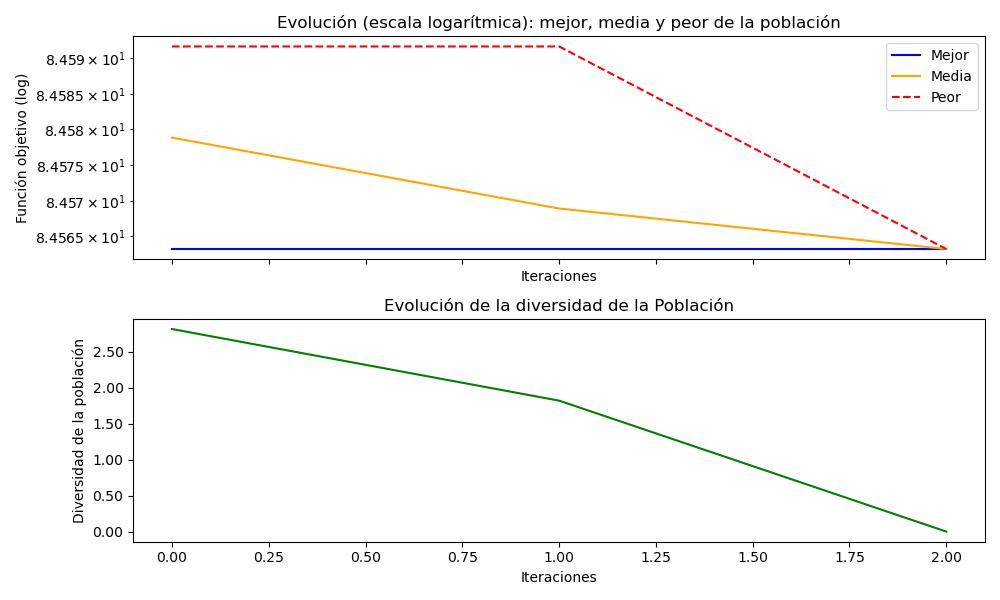 Evolución (escala logarítmica): mejor, media y peor de la población
Función objetivo (log)
8.459 × 10¹
8.4585 × 10¹
8.458 × 10¹
8.4575 × 10¹
8.457 × 10¹
8.4565 × 10¹
Mejor
Media
Peor
Iteraciones
Evolución de la diversidad de la Población
Diversidad de la población
2.50
2.00
1.50
1.00
0.50
0.00
0.00 0.25 0.50 0.75 1.00 1.25 1.50 1.75 2.00
Iteraciones